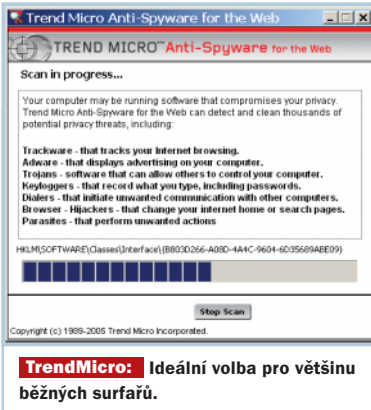 Trend Micro Anti-Spyware for the Web
TREND MICRO™Anti-Spyware for the Web
Scan in progress...
Your computer may be running software that compromises your privacy.
Trend Micro Anti-Spyware for the Web can detect and clean thousands of
potential privacy threats, including:
Trackware - that tracks your Internet browsing.
Adware - that displays advertising on your computer.
Trojans - software that can allow others to control your computer.
Keyloggers - that record what you type, including passwords.
Dialers - that initiate unwanted communication with other computers.
Browser - Hijackers - that change your internet home or search pages.
Parasites - that perform unwanted actions
HKLM\SOFTWARE\Classes\Interface\{B803D266-A08D-4A4C-9604-6D35689ABE09}
Stop Scan
Copyright (c) 1989-2005 Trend Micro Incorporated.
TrendMicro: Ideální volba pro většinu
běžných surfařů.